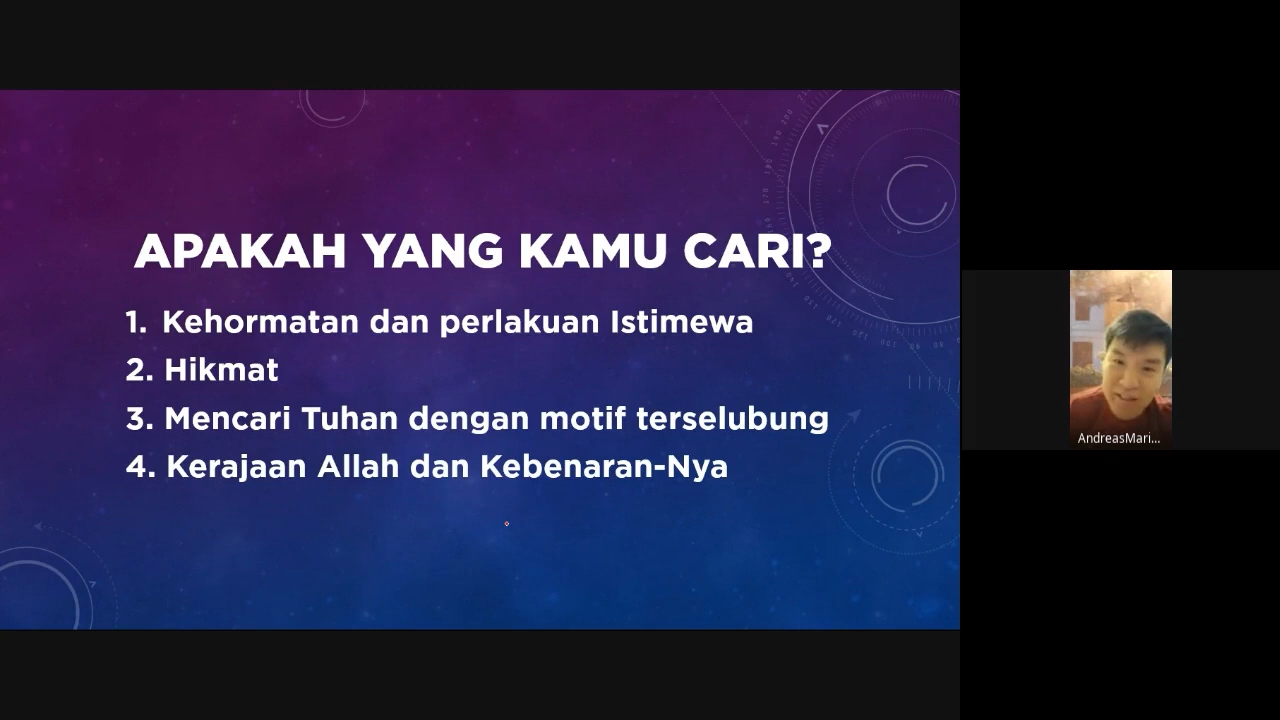 APAKAH YANG KAMU CARI?
1. Kehormatan dan perlakuan Istimewa
2. Hikmat
3. Mencari Tuhan dengan motif terselubung
4. Kerajaan Allah dan Kebenaran-Nya
AndreasMari...